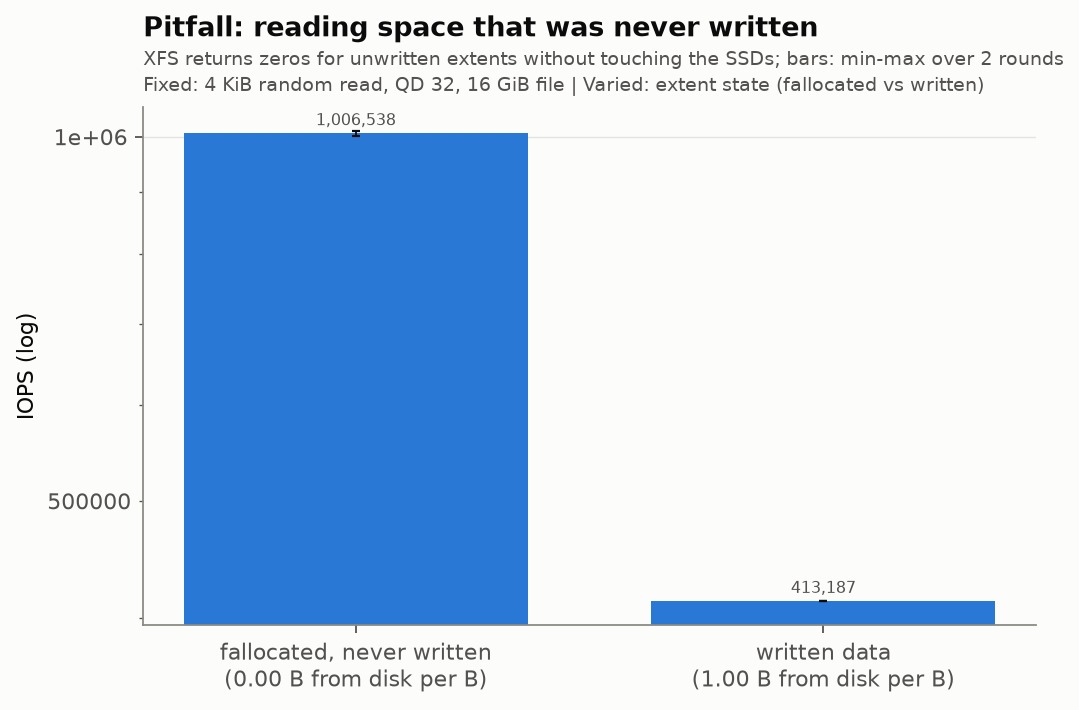 Pitfall: reading space that was never written
XFS returns zeros for unwritten extents without touching the SSDs; bars: min-max over 2 rounds
Fixed: 4 KiB random read, QD 32, 16 GiB file | Varied: extent state (fallocated vs written)
1,006,538
1e+06
IOPS (log)
500000
413,187
fallocated, never written
(0.00 B from disk per B)
written data
(1.00 B from disk per B)